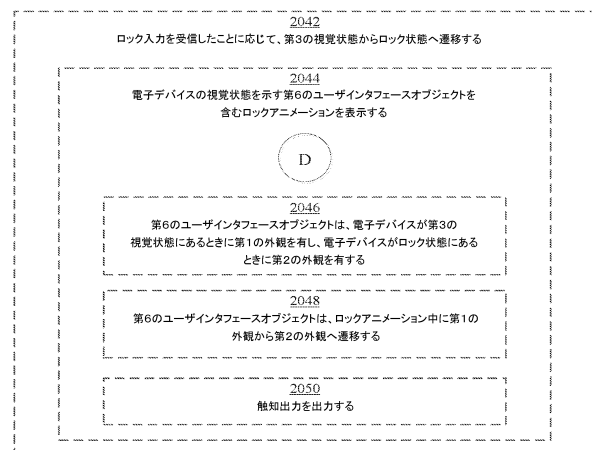 2042
ロック入力を受信したことに応じて、第3の視覚状態からロック状態へ遷移する
2044
電子デバイスの視覚状態を示す第6のユーザインタフェースオブジェクトを
含むロックアニメーションを表示する
D
2046
第6のユーザインタフェースオブジェクトは、電子デバイスが第3の
視覚状態にあるときに第1の外観を有し、電子デバイスがロック状態にある
ときに第2の外観を有する
2048
第6のユーザインタフェースオブジェクトは、ロックアニメーション中に第1の
外観から第2の外観へ遷移する
2050
触知出力を出力する